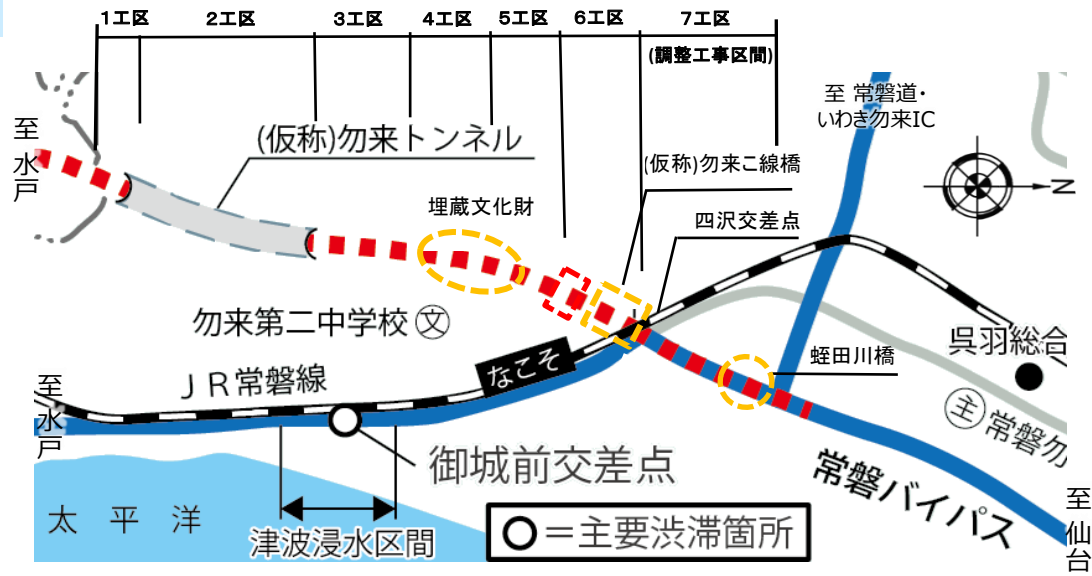 1工区 2工区 3工区 4工区 5工区 6工区 7工区
(調整工事区間)
至 常磐道・
いわき勿来IC
至水戸
(仮称)勿来トンネル
(仮称)勿来こ線橋
N
埋蔵文化財
四沢交差点
勿来第二中学校 文
呉羽総合
蛭田川橋
なこそ
JR常磐線
至水戸
主 常磐勿
御城前交差点
常磐バイパス
至仙台
太平洋
津波浸水区間
=主要渋滞箇所